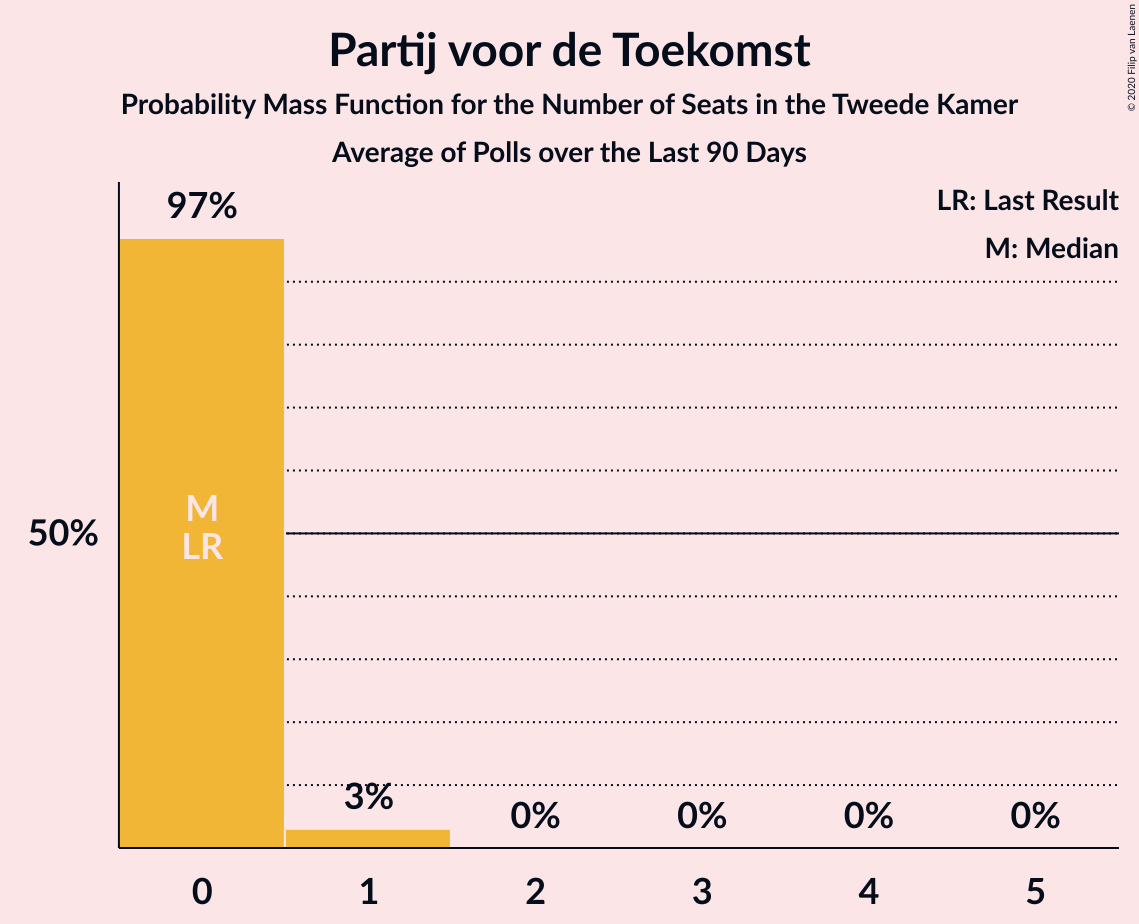 Partij voor de Toekomst
Probability Mass Function for the Number of Seats in the Tweede Kamer
Average of Polls over the Last 90 Days
© 2020 Filip van Laenen
LR: Last Result
M: Median
97%
M
LR
50%
3%
0%
0%
0%
0%
0
1
2
3
4
5